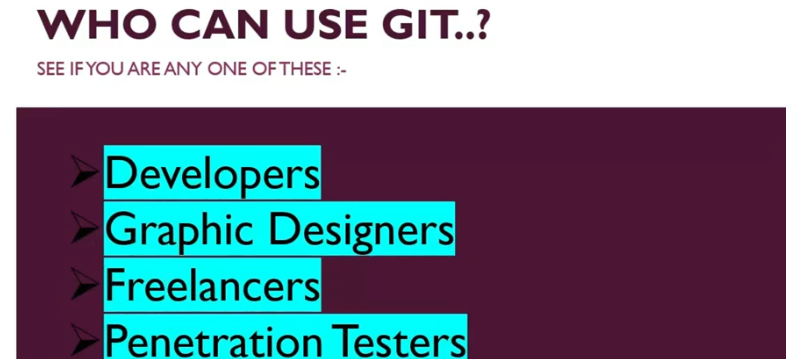 WHO CAN USE GIT..?
SEE IF YOU ARE ANY ONE OF THESE :-
➢Developers
➢Graphic Designers
➢Freelancers
➢Penetration Testers